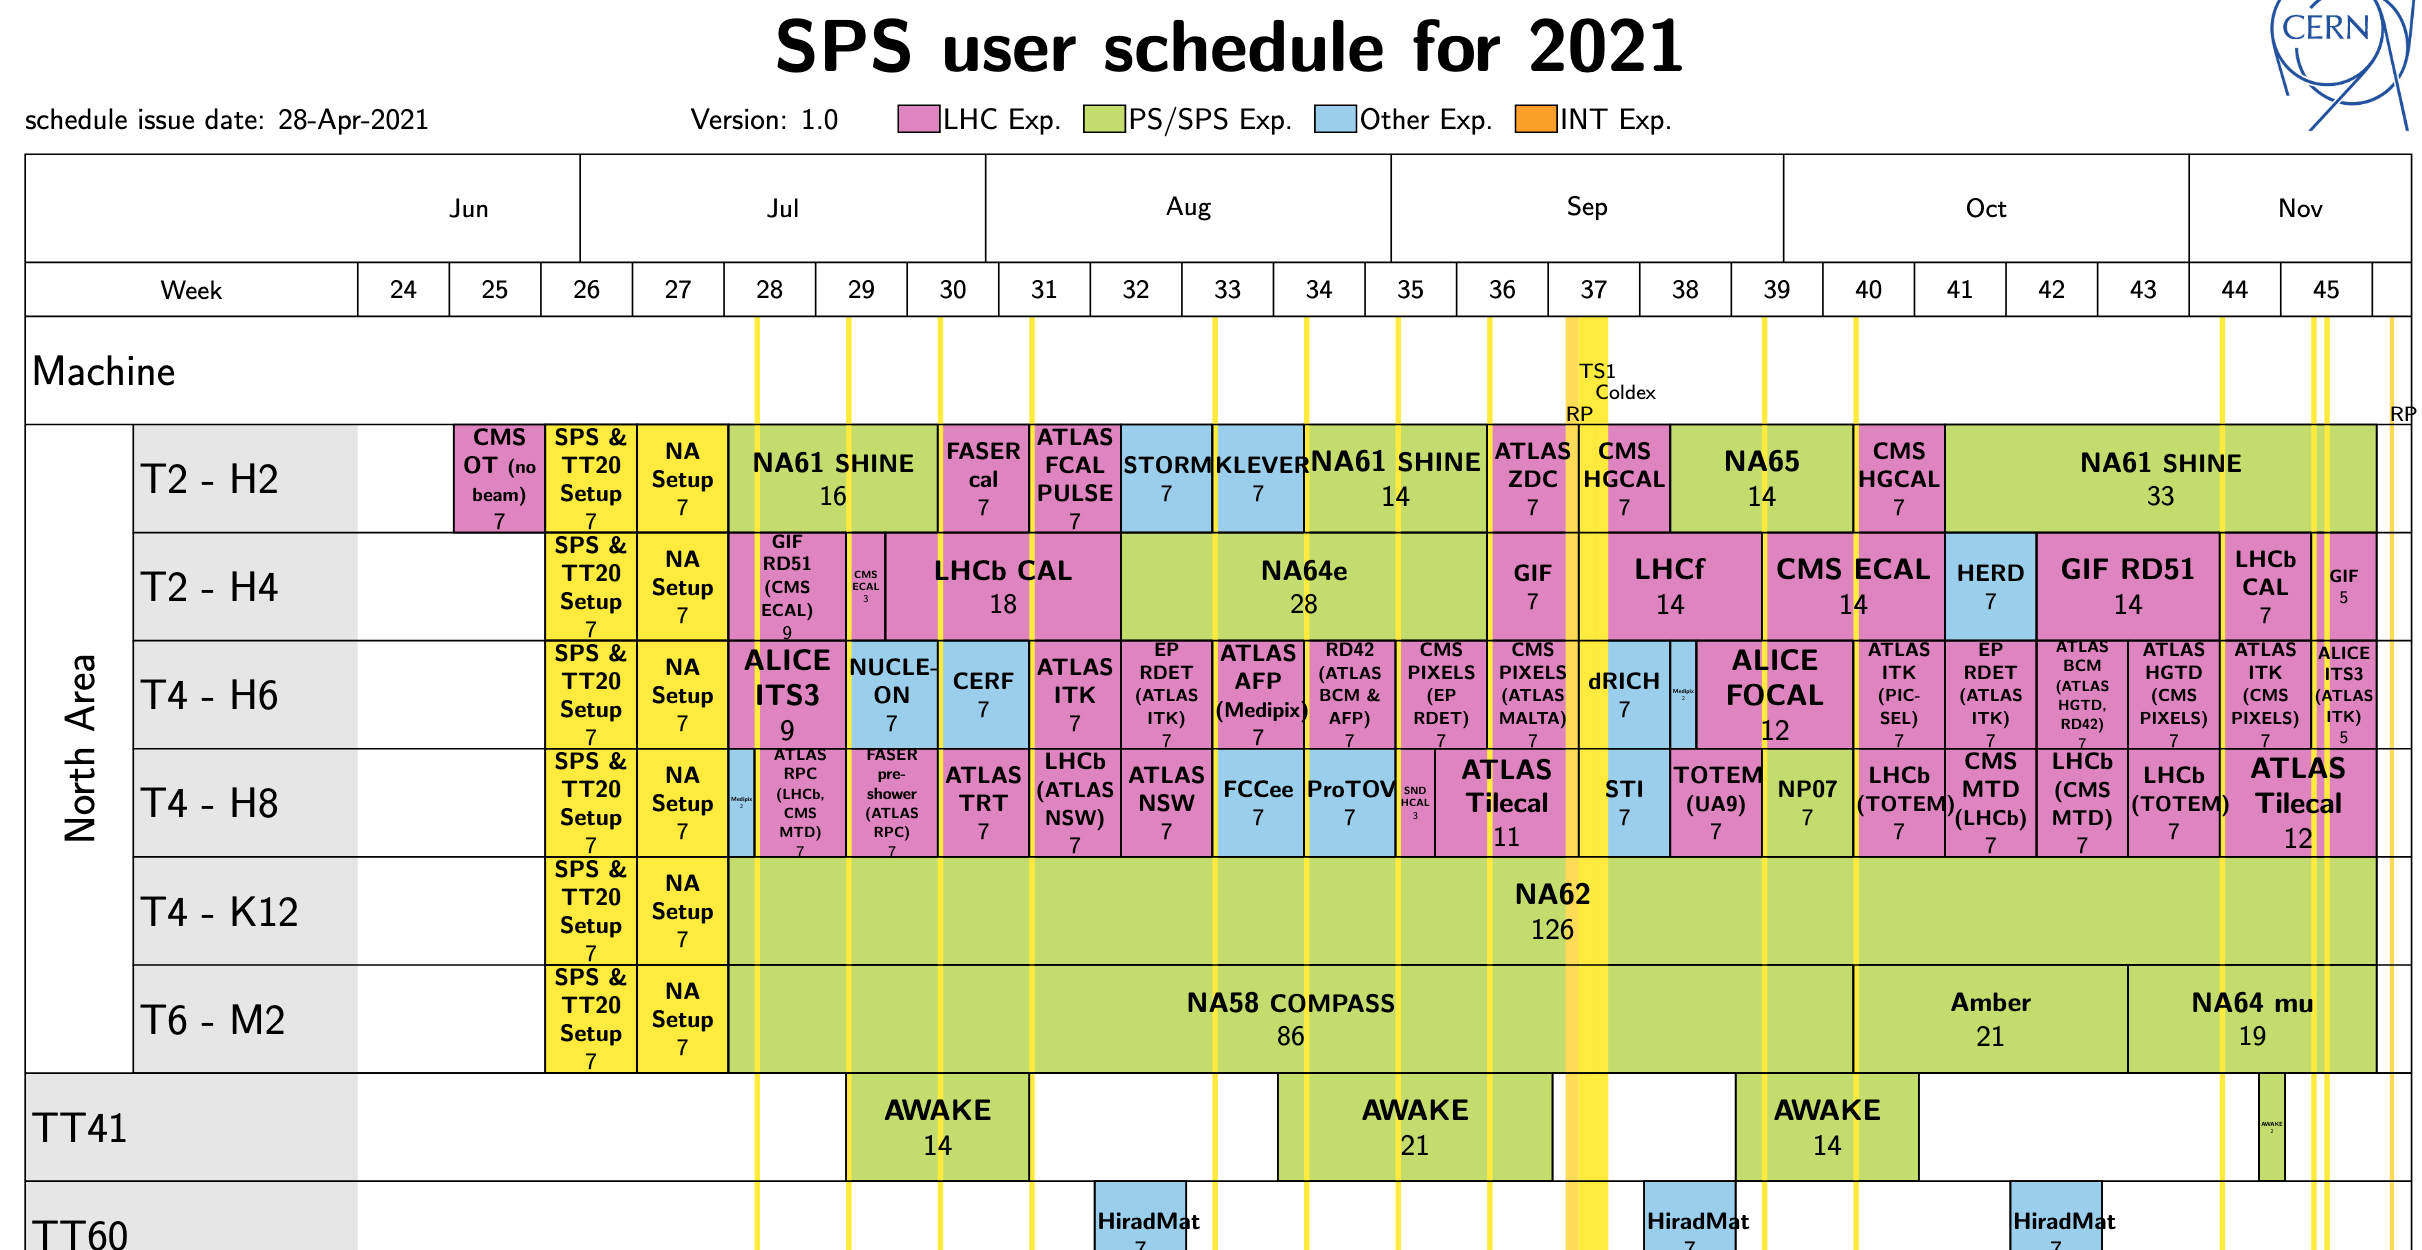 SPS user schedule for 2021
CERN
schedule issue date: 28-Apr-2021
Version: 1.0
LHC Exp.
PS/SPS Exp.
Other Exp.
INT Exp.
Jun
Jul
Aug
Sep
Oct
Nov
Week
24
25
26
27
28
29
30
31
32
33
34
35
36
37
38
39
40
41
42
43
44
45
Machine
TS1
Coldex
RP
RP
North Area
T2 - H2
CMS
OT (no
beam)
7
SPS &
TT20
Setup
7
NA
Setup
7
NA61 SHINE
16
FASER
cal
7
ATLAS
FCAL
PULSE
7
STORM
7
KLEVER
7
NA61 SHINE
14
ATLAS
ZDC
7
CMS
HGCAL
7
NA65
14
CMS
HGCAL
7
NA61 SHINE
33
T2 - H4
SPS &
TT20
Setup
7
NA
Setup
7
GIF
RD51
(CMS
ECAL)
9
CMS
ECAL
3
LHCb CAL
18
NA64e
28
GIF
7
LHCf
14
CMS ECAL
14
HERD
7
GIF RD51
14
LHCb
CAL
7
GIF
5
T4 - H6
SPS &
TT20
Setup
7
NA
Setup
7
ALICE
ITS3
9
NUCLE-
ON
7
CERF
7
ATLAS
ITK
7
EP
RDET
(ATLAS
ITK)
7
ATLAS
AFP
(Medipix)
7
RD42
(ATLAS
BCM &
AFP)
7
CMS
PIXELS
(EP
RDET)
7
CMS
PIXELS
(ATLAS
MALTA)
7
dRICH
7
Medipix
2
ALICE
FOCAL
12
ATLAS
ITK
(PIC-
SEL)
7
EP
RDET
(ATLAS
ITK)
7
ATLAS
BCM
(ATLAS
HGTD,
RD42)
7
ATLAS
HGTD
(CMS
PIXELS)
7
ATLAS
ITK
(CMS
PIXELS)
7
ALICE
ITS3
(ATLAS
ITK)
5
T4 - H8
SPS &
TT20
Setup
7
NA
Setup
7
Medipix
2
ATLAS
RPC
(LHCb,
CMS
MTD)
7
FASER
pre-
shower
(ATLAS
RPC)
7
ATLAS
TRT
7
LHCb
(ATLAS
NSW)
7
ATLAS
NSW
7
FCCee
7
ProTOV
7
SND
HCAL
3
ATLAS
Tilecal
11
STI
7
TOTEM
(UA9)
7
NP07
7
LHCb
(TOTEM)
7
CMS
MTD
(LHCb)
7
LHCb
(CMS
MTD)
7
LHCb
(TOTEM)
7
ATLAS
Tilecal
12
T4 - K12
SPS &
TT20
Setup
7
NA
Setup
7
NA62
126
T6 - M2
SPS &
TT20
Setup
7
NA
Setup
7
NA58 COMPASS
86
Amber
21
NA64 mu
19
TT41
AWAKE
14
AWAKE
21
AWAKE
14
AWAKE
2
TT60
HiradMat
7
HiradMat
7
HiradMat
7